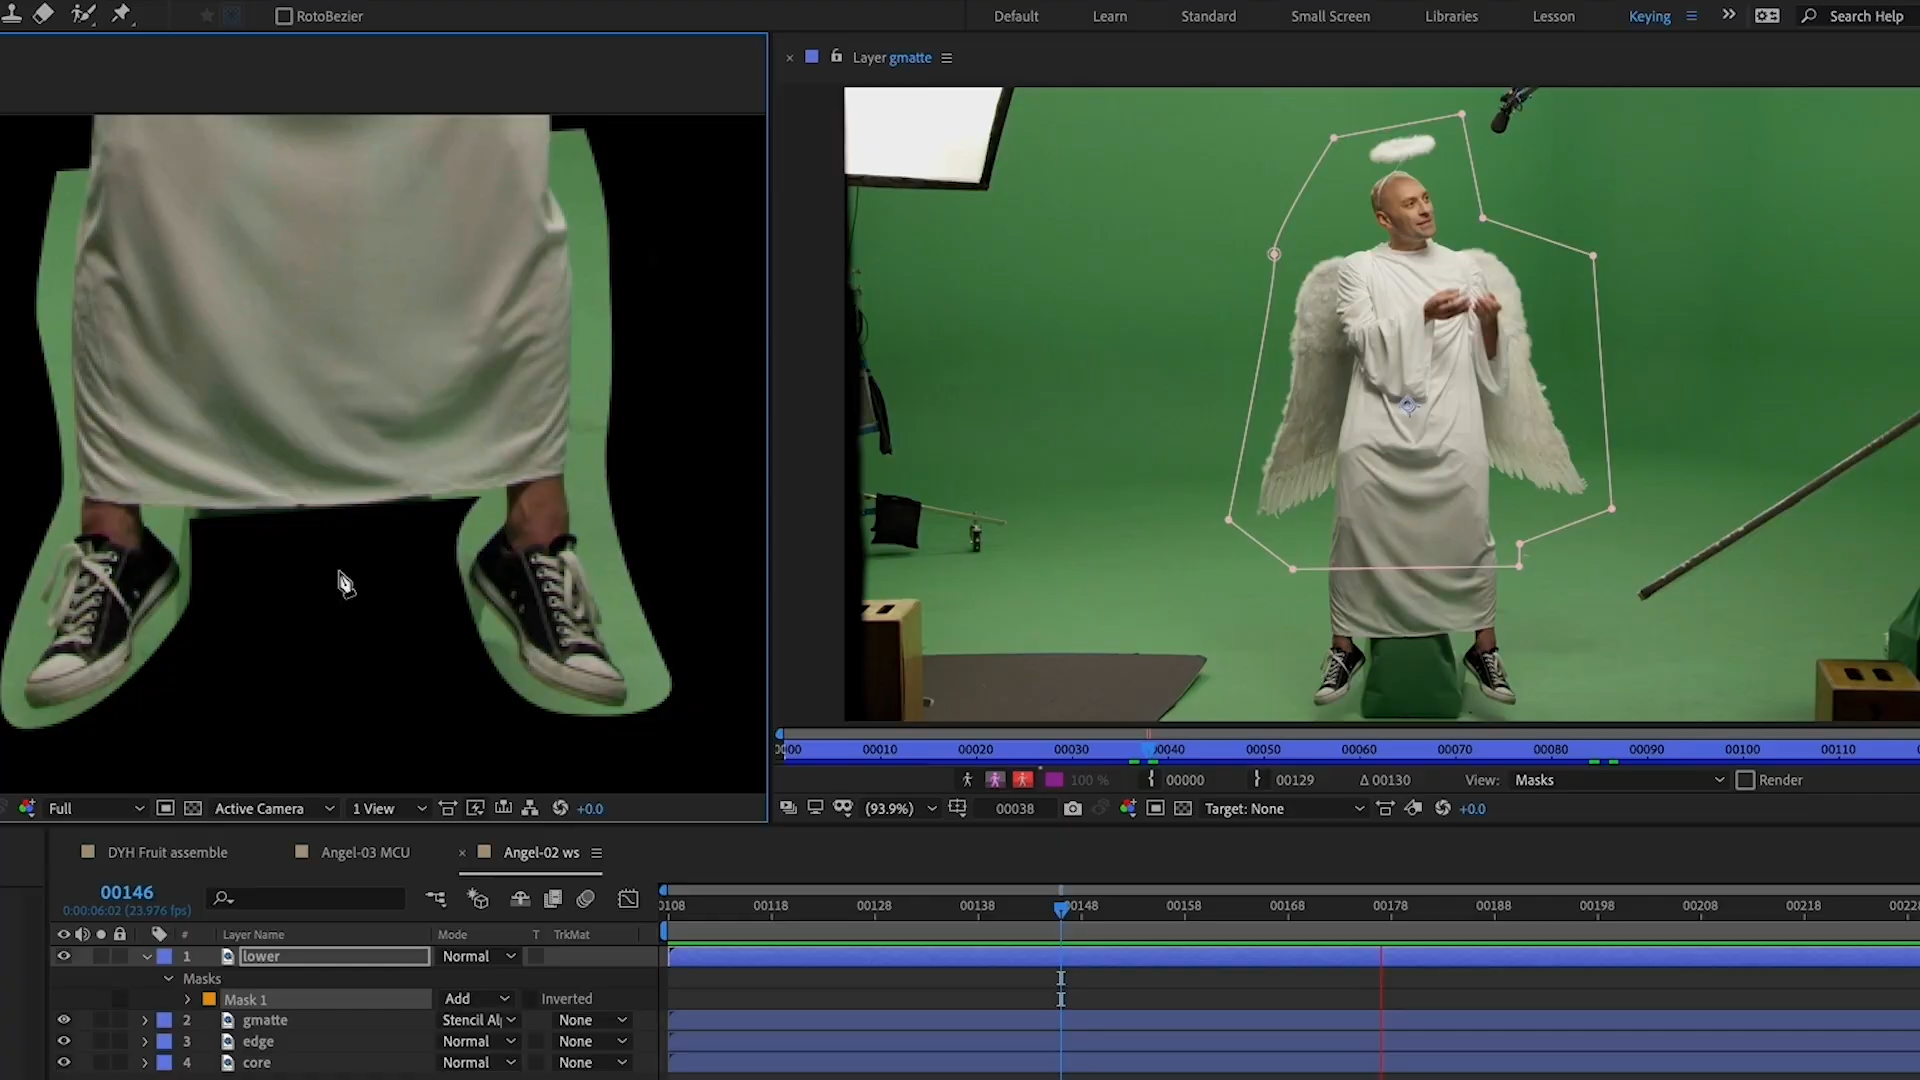 RotoBezier Default Learn Standard Small Screen Libraries Lesson Keying Search Help
Layer gmatte
00010 00020 00030 00040 00050 00060 00070 00080 00090 00100 00110
100 % 00000 00129 Δ 00130 View: Masks Render
Full Active Camera 1 View +0.0 (93.9%) 00038 Target: None +0.0
DYH Fruit assemble Angel-03 MCU Angel-02 ws
00146
0:00:06:02 (23.976 fps)
00118 00128 00138 00148 00158 00168 00178 00188 00198 00208 00218
# Layer Name Mode T TrkMat
1 lower Normal
Masks
Mask 1 Add Inverted
2 gmatte Stencil Al None
3 edge Normal None
4 core Normal None